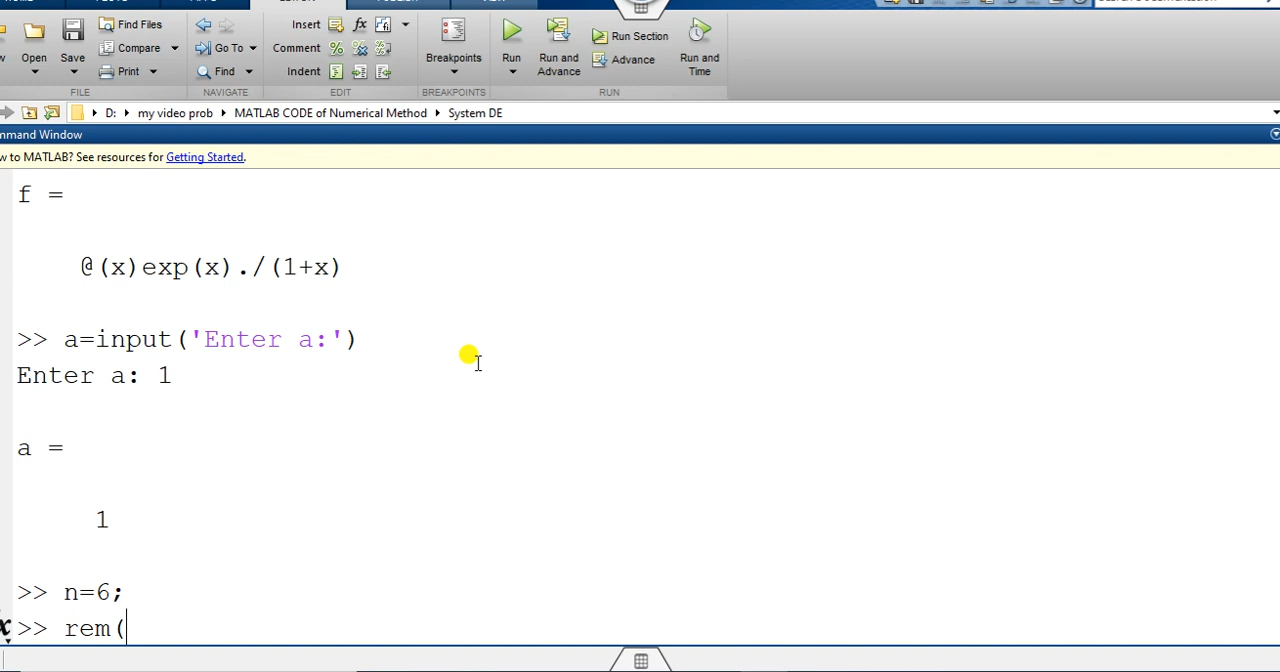 Find Files
Insert
fx
Compare
Go To
Comment
Run Section
Open
Save
Breakpoints
Run
Run and
Advance
Advance
Run and
Time
Print
Find
Indent
FILE
NAVIGATE
EDIT
BREAKPOINTS
RUN
D: my video prob MATLAB CODE of Numerical Method System DE
mmand Window
w to MATLAB? See resources for Getting Started.
f =
@(x)exp(x)./(1+x)
>> a=input('Enter a:')
Enter a: 1
a =
1
>> n=6;
>> rem(